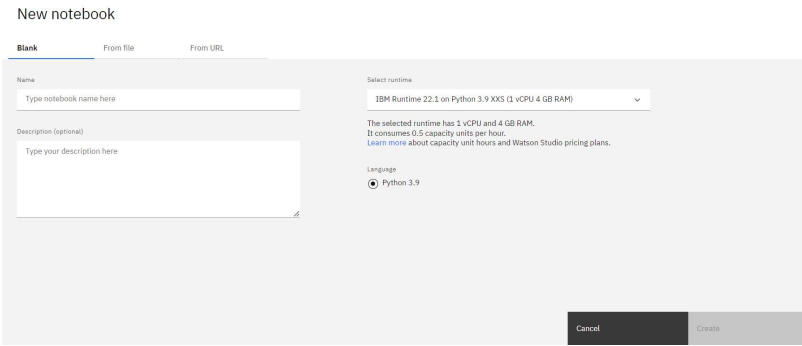 New notebook
Blank
From file
From URL
Name
Type notebook name here
Description (optional)
Type your description here
Select runtime
IBM Runtime 22.1 on Python 3.9 XXS (1 vCPU 4 GB RAM)
The selected runtime has 1 vCPU and 4 GB RAM.
It consumes 0.5 capacity units per hour.
Learn more about capacity unit hours and Watson Studio pricing plans.
Language
Python 3.9
Cancel
Create